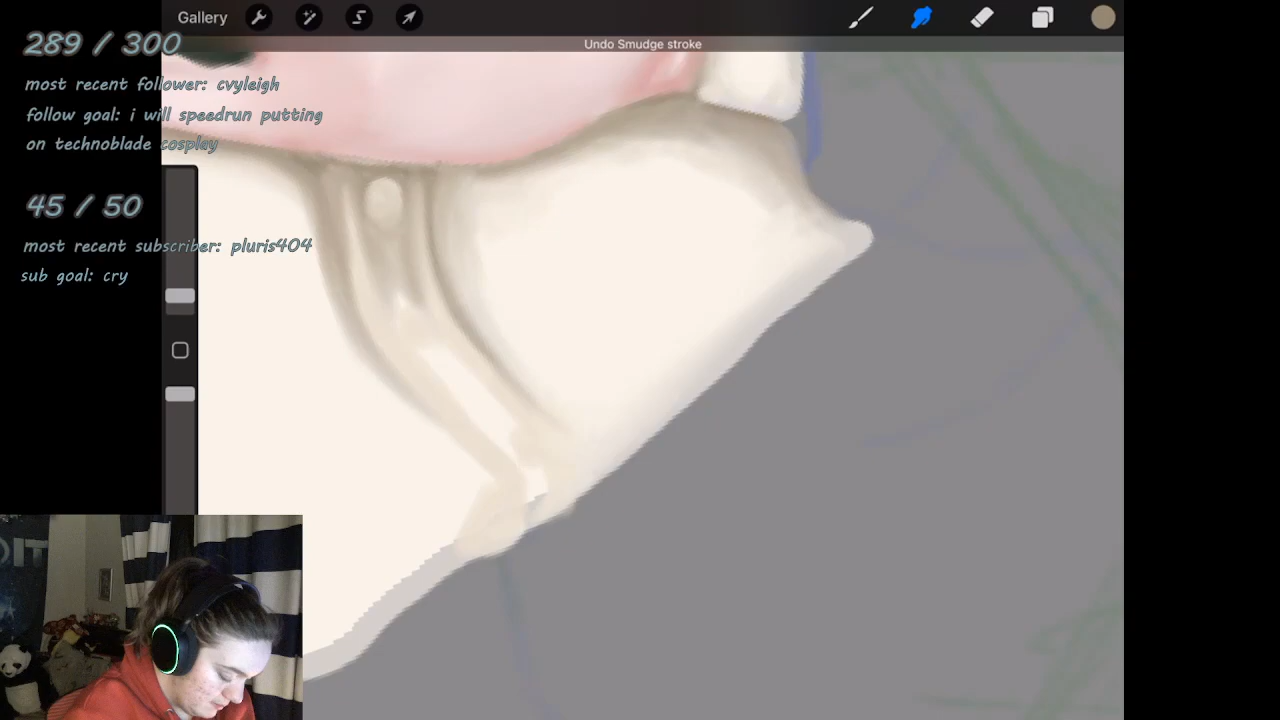 Gallery
Undo Smudge stroke
289 / 300
most recent follower: cvyleigh
follow goal: i will speedrun putting
on technoblade cosplay
45 / 50
most recent subscriber: pluris404
sub goal: cry